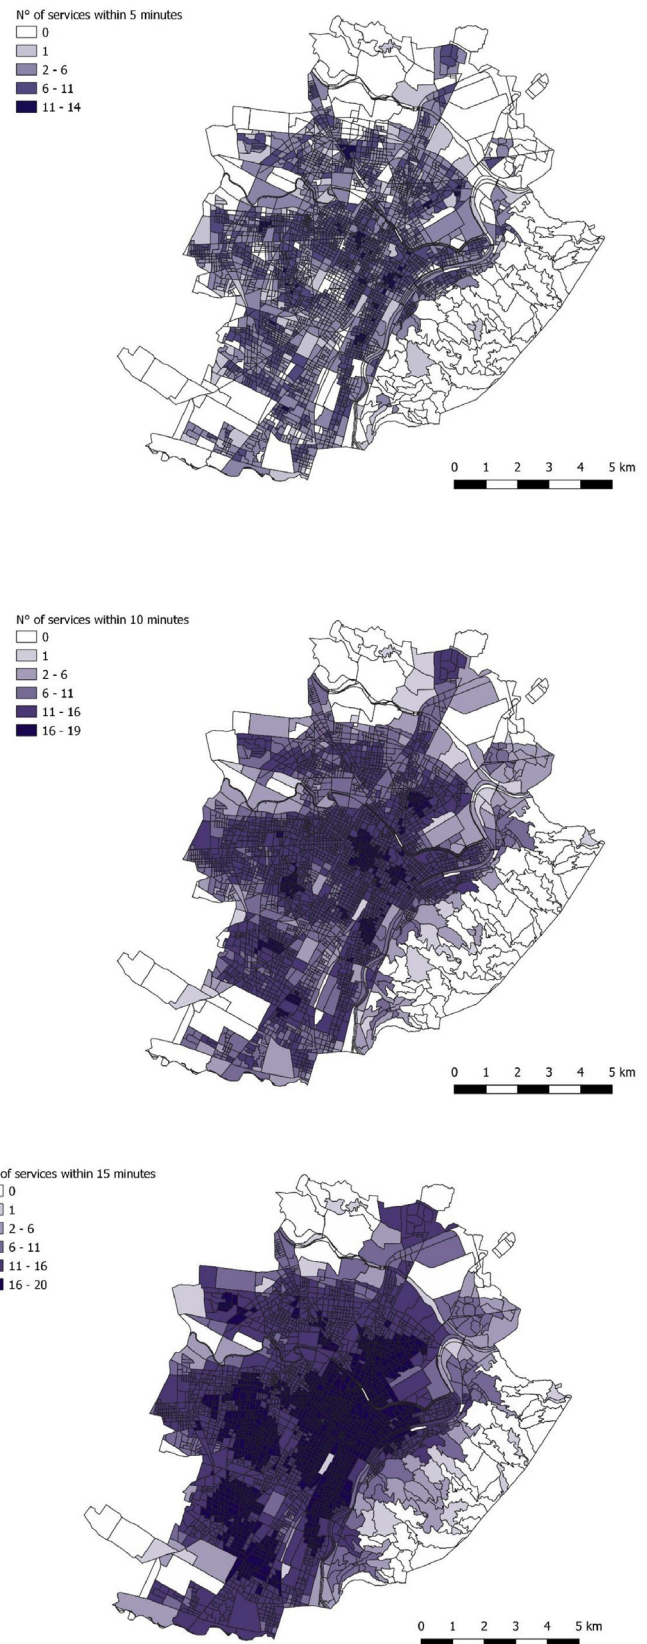 N° of services within 5 minutes
0
1
2 - 6
6 - 11
11 - 14
0 1 2 3 4 5 km
N° of services within 10 minutes
0
1
2 - 6
6 - 11
11 - 16
16 - 19
0 1 2 3 4 5 km
of services within 15 minutes
0
1
2 - 6
6 - 11
11 - 16
16 - 20
0 1 2 3 4 5 km